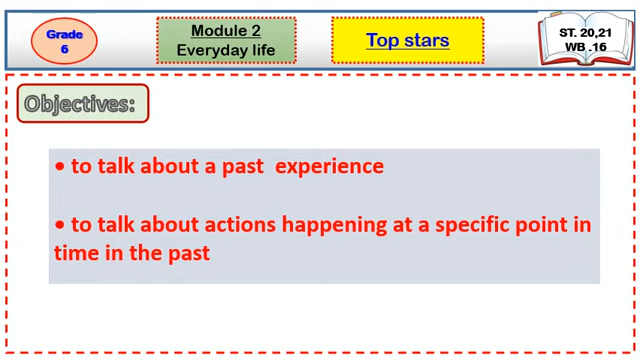 Grade
6
Module 2
Everyday life
Top stars
ST. 20,21
WB .16
Objectives:
• to talk about a past experience
• to talk about actions happening at a specific point in
time in the past